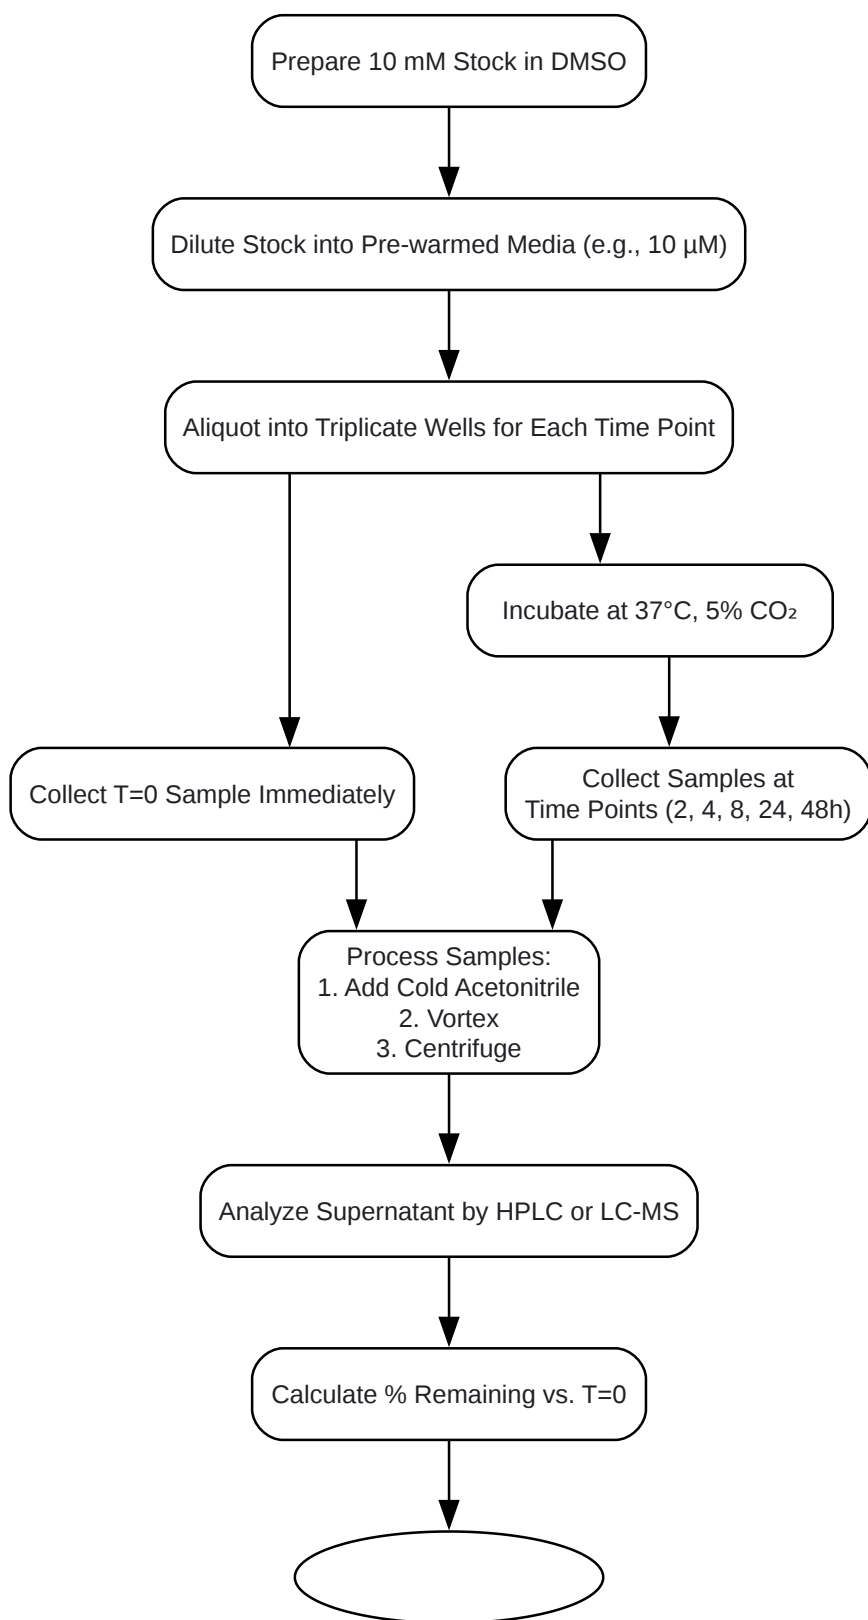 Prepare 10 mM Stock in DMSO
Dilute Stock into Pre-warmed Media (e.g., 10 µM)
Aliquot into Triplicate Wells for Each Time Point
Incubate at 37°C, 5% CO₂
Collect T=0 Sample Immediately
Collect Samples at
Time Points (2, 4, 8, 24, 48h)
Process Samples:
1. Add Cold Acetonitrile
2. Vortex
3. Centrifuge
Analyze Supernatant by HPLC or LC-MS
Calculate % Remaining vs. T=0